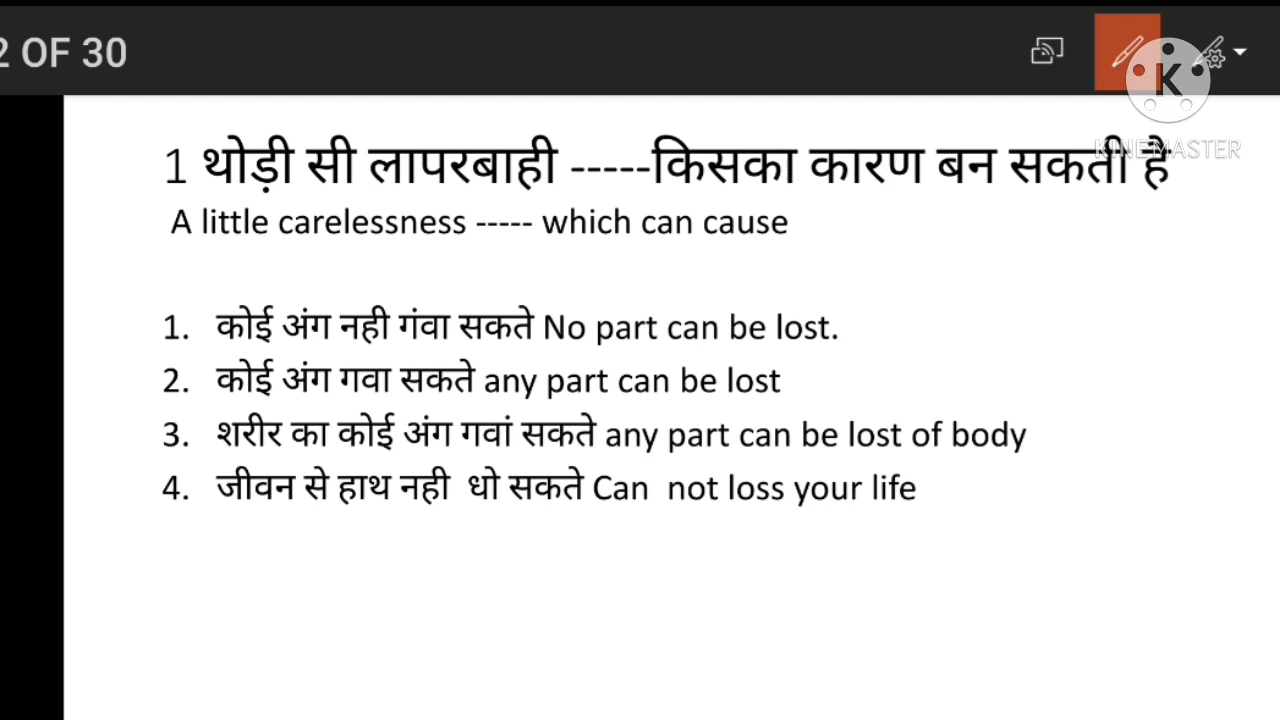 2 OF 30
K
KINEMASTER
1 थोड़ी सी लापरबाही -----किसका कारण बन सकती है
A little carelessness ----- which can cause
1. कोई अंग नही गंवा सकते No part can be lost.
2. कोई अंग गवा सकते any part can be lost
3. शरीर का कोई अंग गवां सकते any part can be lost of body
4. जीवन से हाथ नही धो सकते Can not loss your life